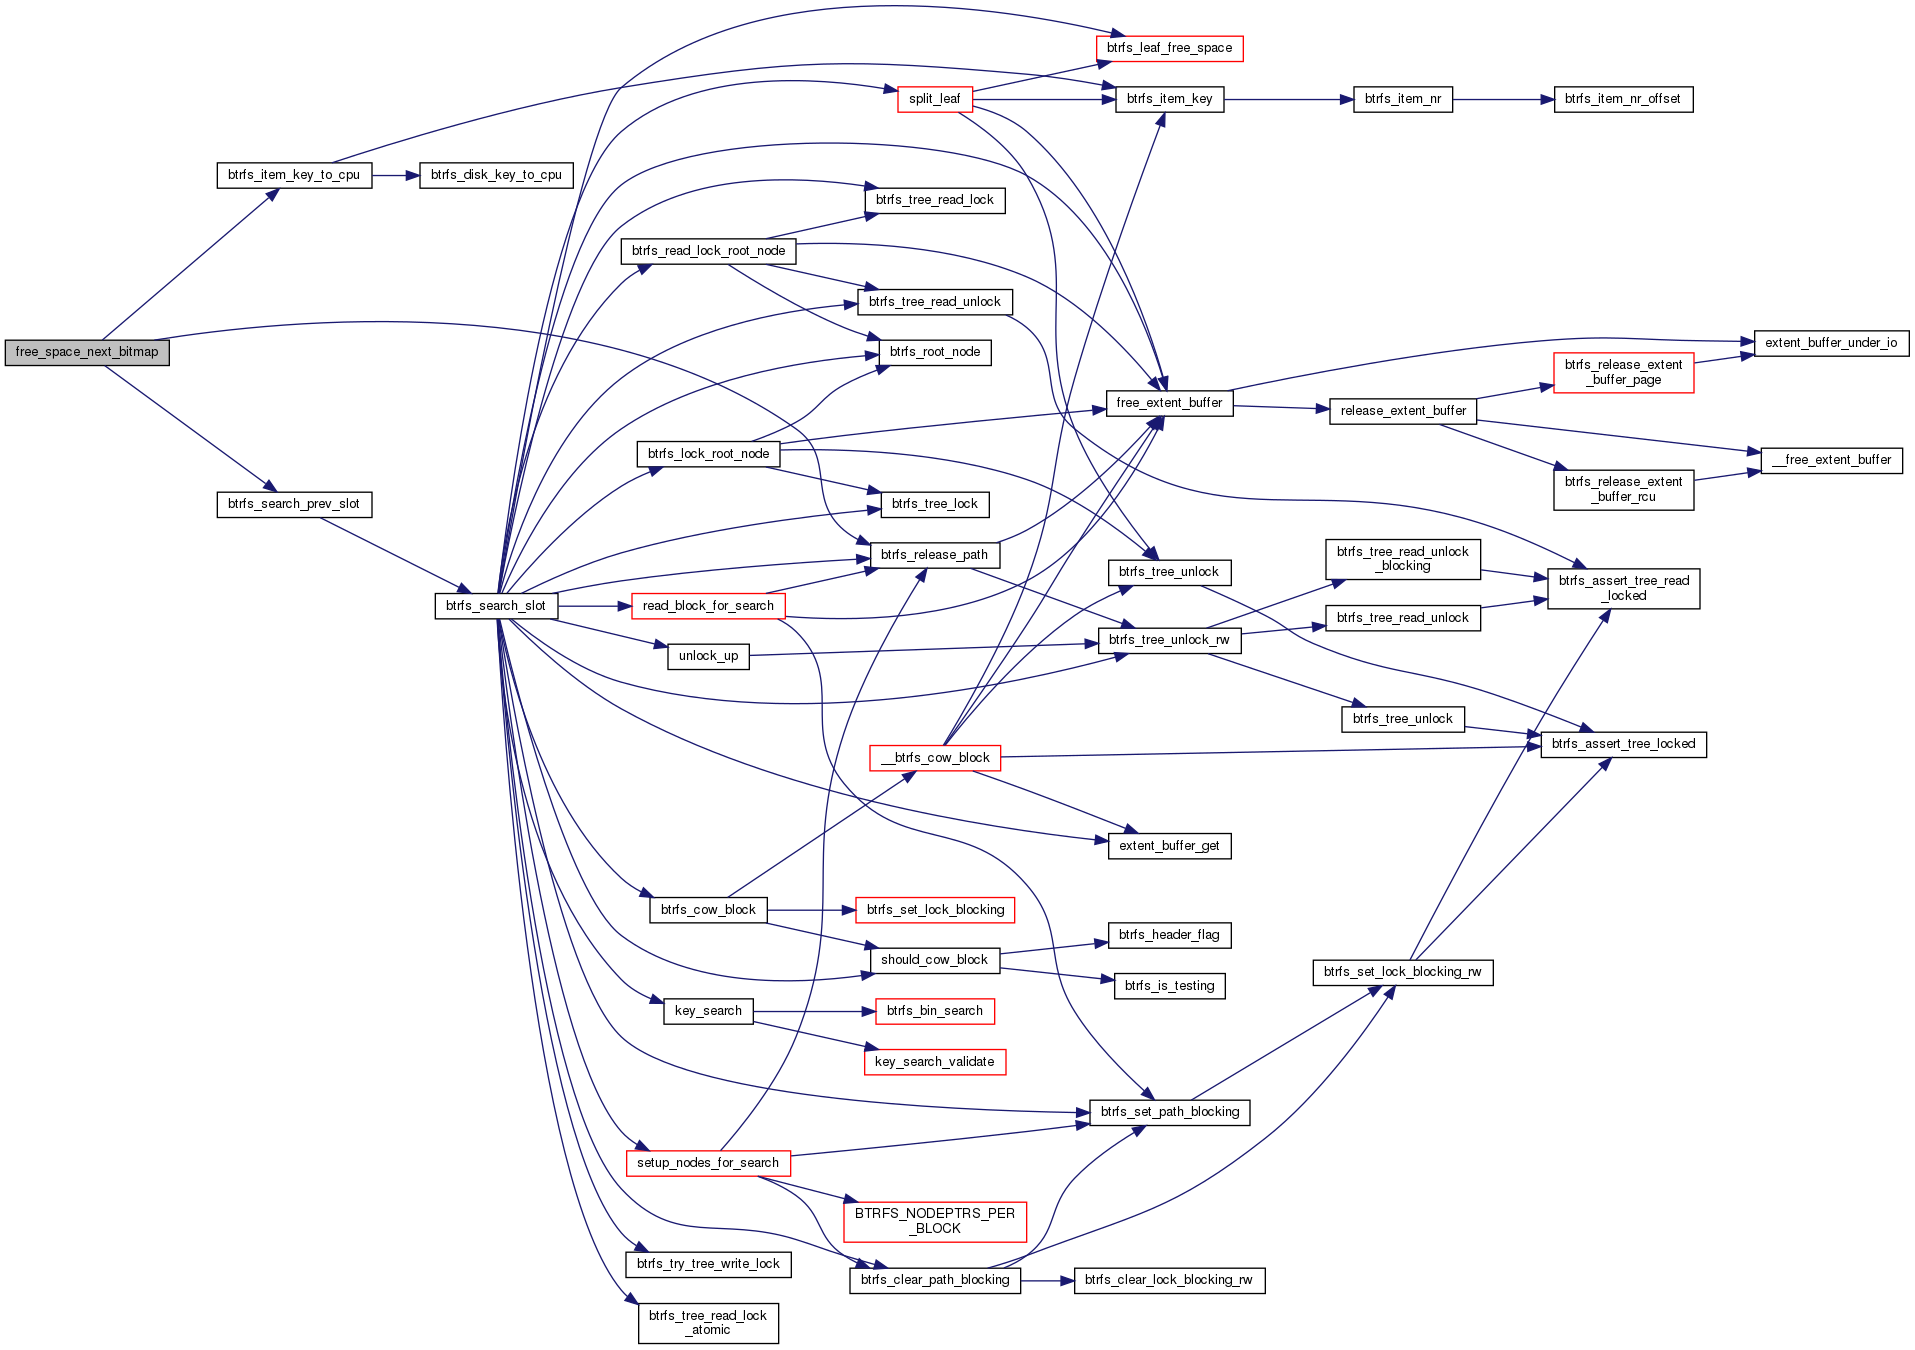 btrfs_leaf_free_space
split_leaf
btrfs_item_key
btrfs_item_nr
btrfs_item_nr_offset
btrfs_item_key_to_cpu
btrfs_disk_key_to_cpu
btrfs_tree_read_lock
btrfs_read_lock_root_node
btrfs_tree_read_unlock
free_space_next_bitmap
btrfs_root_node
extent_buffer_under_io
btrfs_release_extent
_buffer_page
free_extent_buffer
release_extent_buffer
btrfs_lock_root_node
__free_extent_buffer
btrfs_release_extent
_buffer_rcu
btrfs_search_prev_slot
btrfs_tree_lock
btrfs_release_path
btrfs_tree_unlock
btrfs_tree_read_unlock
_blocking
btrfs_assert_tree_read
_locked
btrfs_search_slot
read_block_for_search
btrfs_tree_read_unlock
unlock_up
btrfs_tree_unlock_rw
btrfs_tree_unlock
btrfs_assert_tree_locked
__btrfs_cow_block
extent_buffer_get
btrfs_cow_block
btrfs_set_lock_blocking
btrfs_header_flag
should_cow_block
btrfs_is_testing
btrfs_set_lock_blocking_rw
key_search
btrfs_bin_search
key_search_validate
btrfs_set_path_blocking
setup_nodes_for_search
BTRFS_NODEPTRS_PER
_BLOCK
btrfs_try_tree_write_lock
btrfs_clear_path_blocking
btrfs_clear_lock_blocking_rw
btrfs_tree_read_lock
_atomic